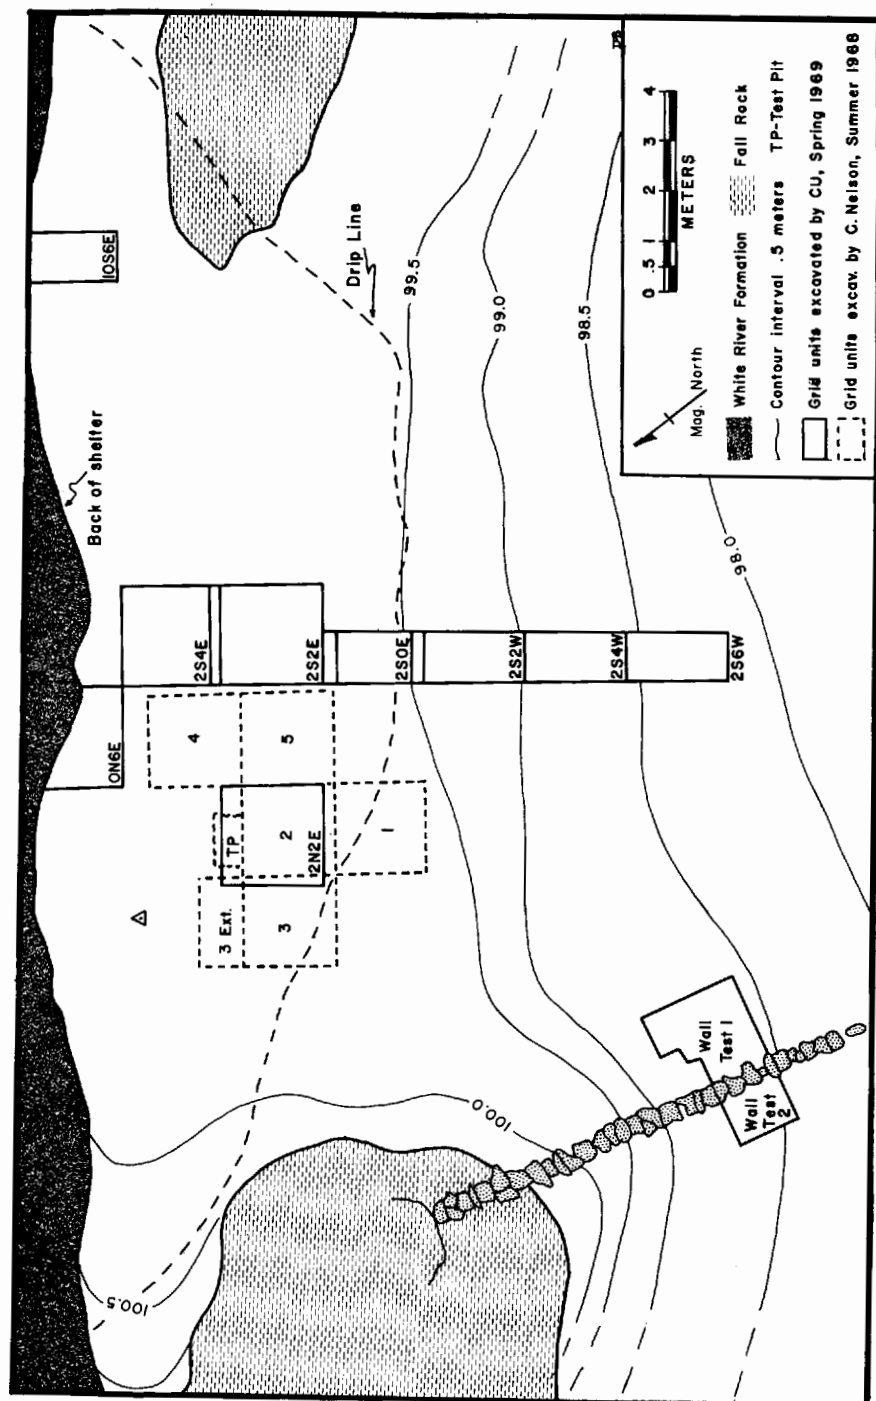 Back of shelter
10S6E
Drip Line
99.5
99.0
98.5
98.0
100.0
100.5
0N6E
2S4E
2S2E
2S0E
2S2W
2S4W
2S6W
4
5
TP
2
2N2E
1
3 Ext.
3
Wall
Test 1
Wall
Test
2
0 .5 1 2 3 4
METERS
Mag. North
White River Formation Fall Rock
Contour interval .5 meters TP-Test Pit
Grid units excavated by CU, Spring 1969
Grid units excav. by C. Nelson, Summer 1968